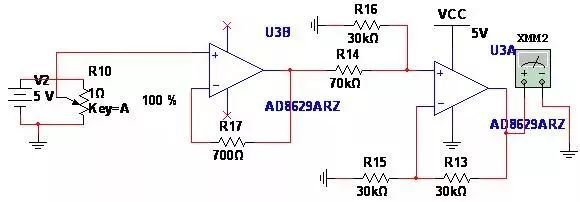 R16
30kΩ
VCC
5V
XMM2
U3B
U3A
R14
70kΩ
V2
5 V
R10
1Ω
Key=A
100 %
+
-
+
-
+
-
AD8629ARZ
AD8629ARZ
R17
700Ω
R15
30kΩ
R13
30kΩ